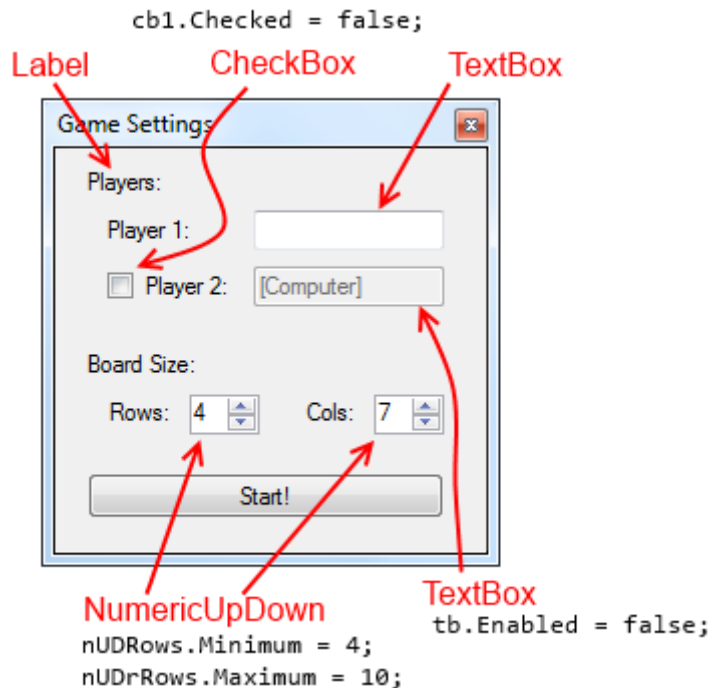 cb1.Checked = false;
Label CheckBox TextBox
Game Settings
Players:
Player 1:
Player 2: [Computer]
Board Size:
Rows: 4 Cols: 7
Start!
NumericUpDown TextBox
tb.Enabled = false;
nUDRows.Minimum = 4;
nUDrRows.Maximum = 10;